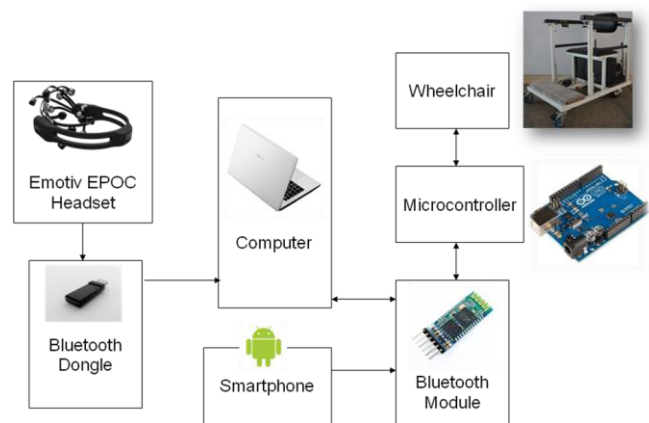 Emotiv EPOC
Headset
Bluetooth
Dongle
Computer
Smartphone
Wheelchair
Microcontroller
Bluetooth
Module